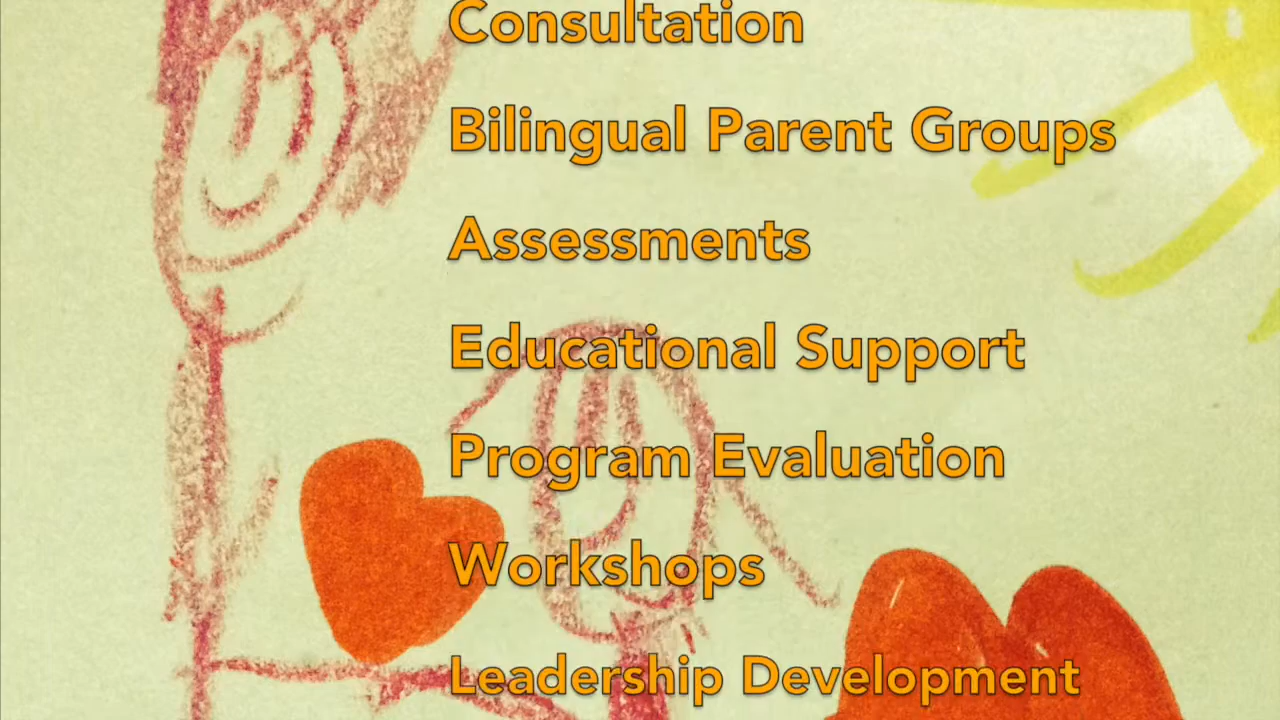 Consultation
Bilingual Parent Groups
Assessments
Educational Support
Program Evaluation
Workshops
Leadership Development